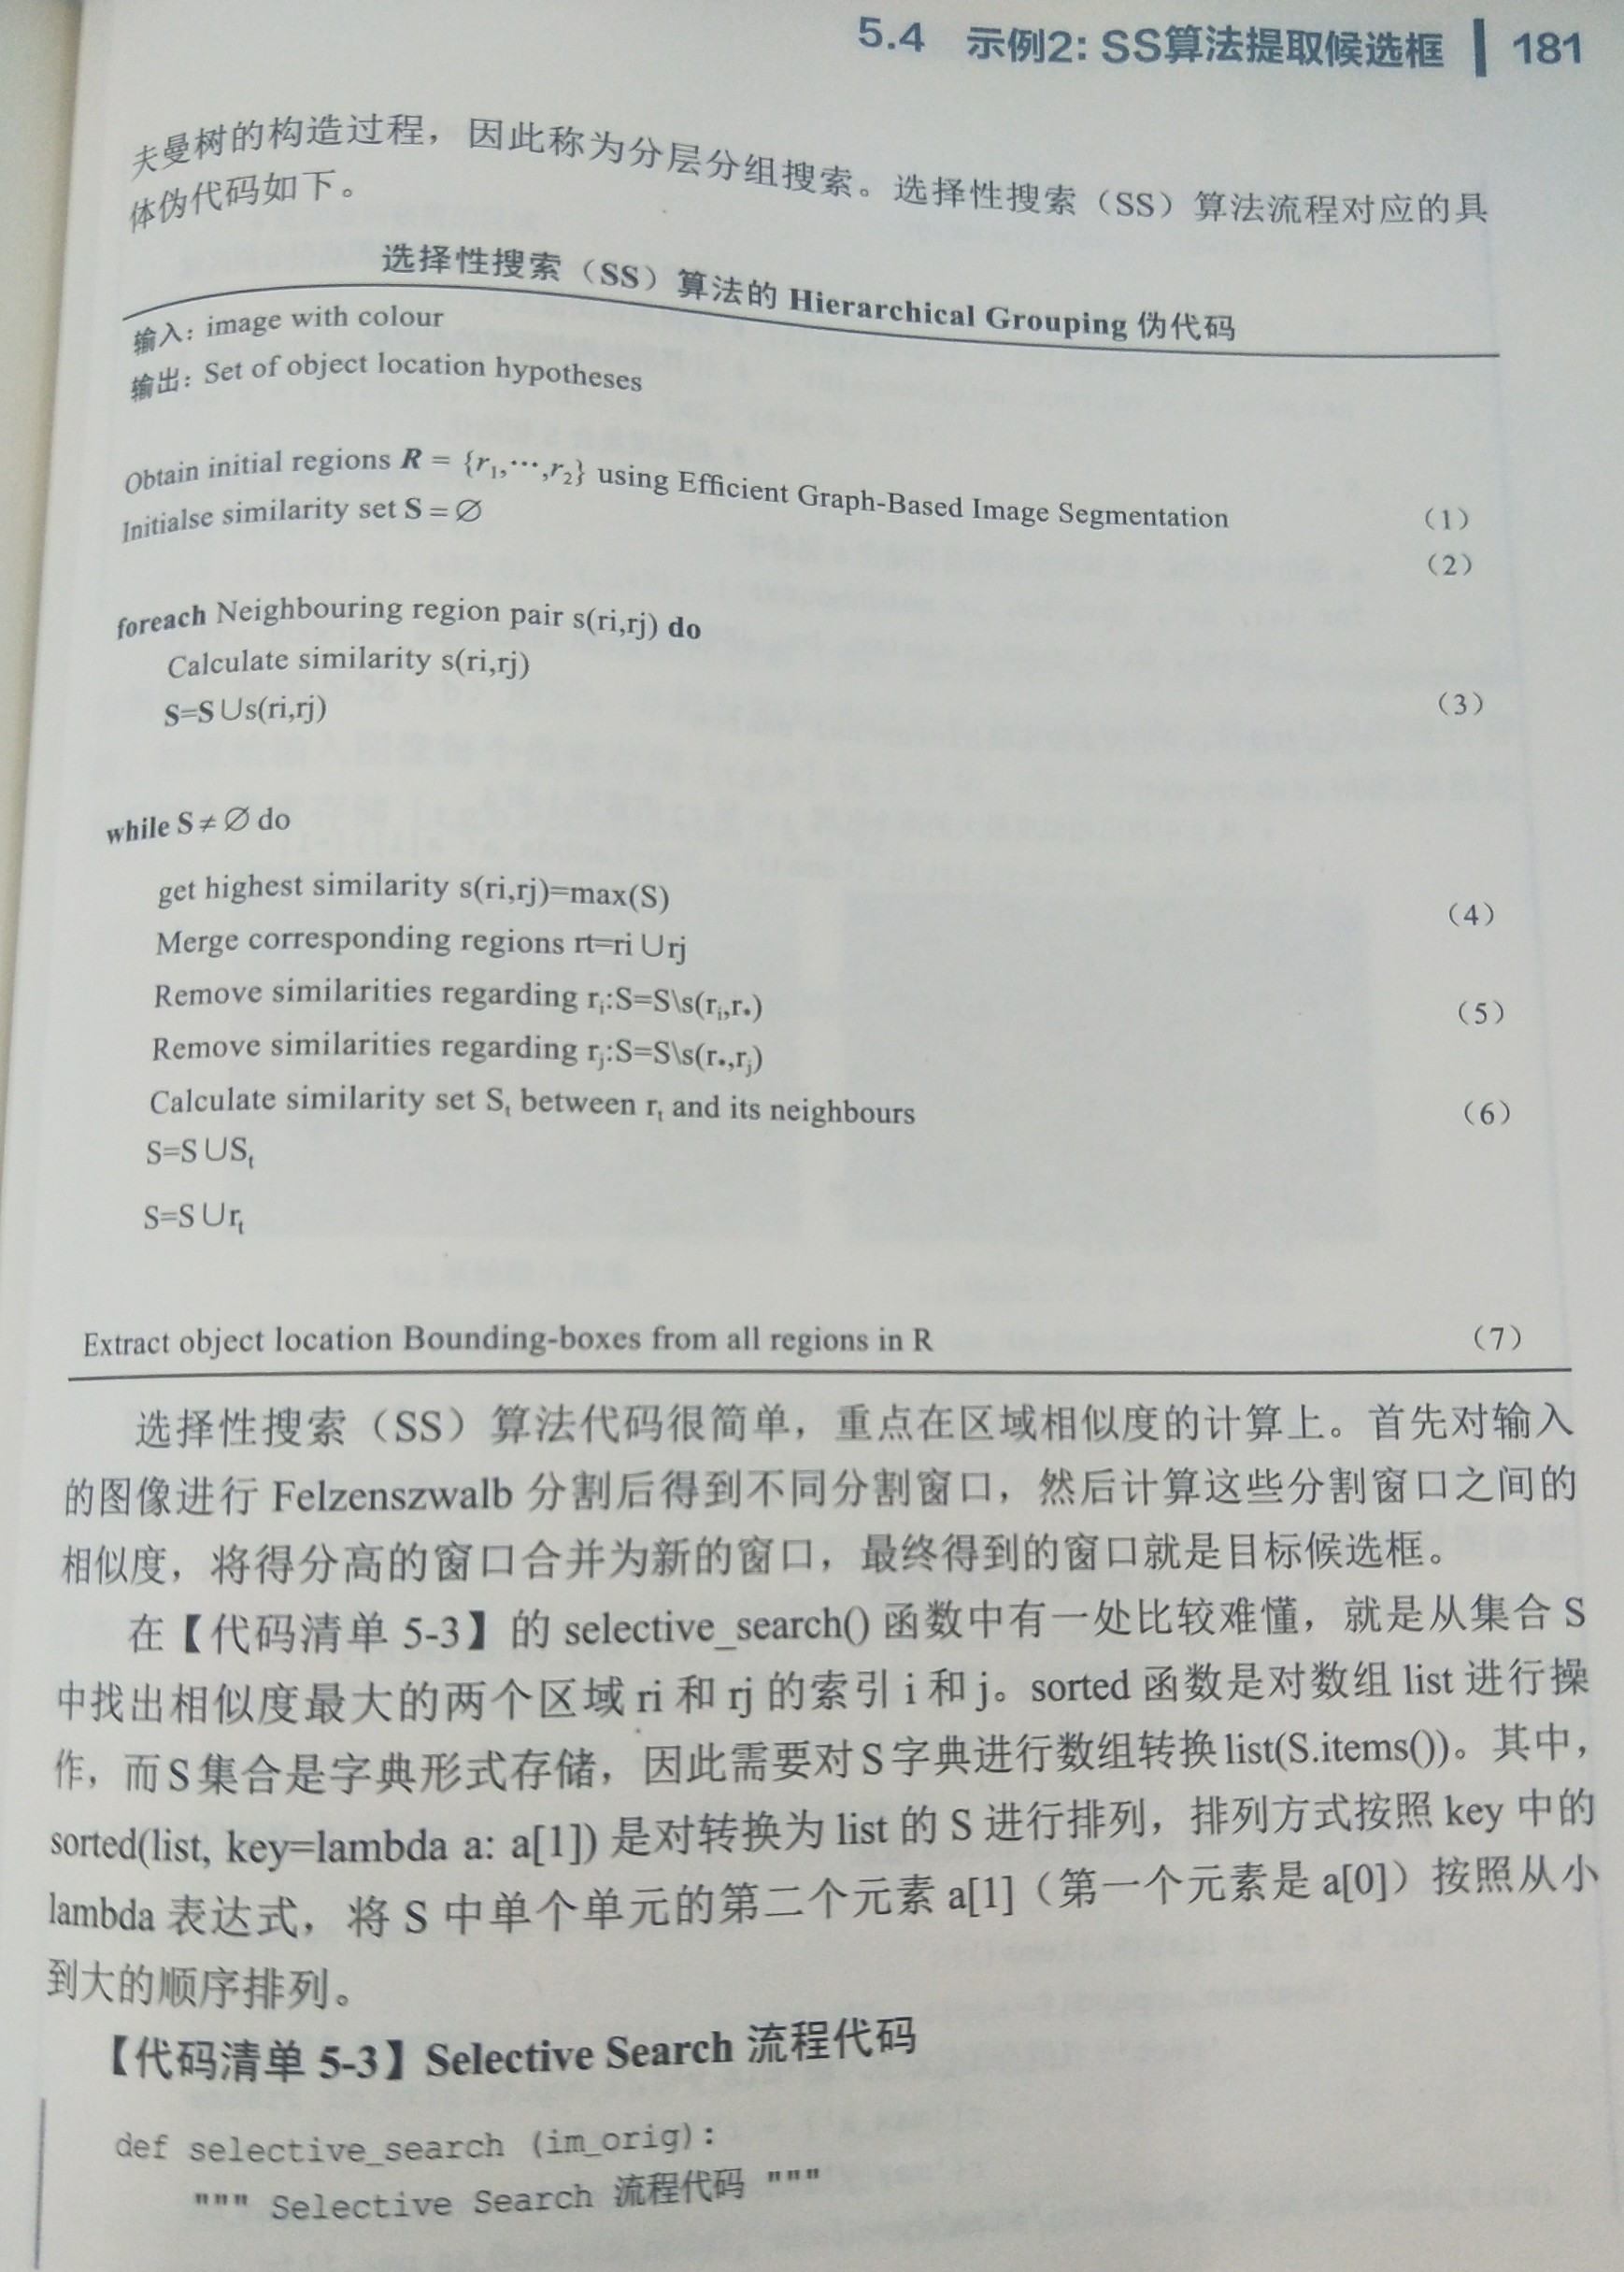 5.4 示例2: SS算法提取候选框 181
夫曼树的构造过程，因此称为分层分组搜索。选择性搜索（SS）算法流程对应的具
体伪代码如下。
选择性搜索（SS）算法的 Hierarchical Grouping 伪代码
输入: image with colour
输出: Set of object location hypotheses
Obtain initial regions R = {r₁,⋯,r₂} using Efficient Graph-Based Image Segmentation （1）
Initialse similarity set S = ∅ （2）
foreach Neighbouring region pair s(ri,rj) do
Calculate similarity s(ri,rj)
S=S∪s(ri,rj) （3）
while S≠∅ do
get highest similarity s(ri,rj)=max(S) （4）
Merge corresponding regions rt=ri∪rj
Remove similarities regarding rᵢ:S=S\s(rᵢ,r*) （5）
Remove similarities regarding rⱼ:S=S\s(r*,rⱼ)
Calculate similarity set Sₜ between rₜ and its neighbours （6）
S=S∪Sₜ
S=S∪rₜ
Extract object location Bounding-boxes from all regions in R （7）
选择性搜索（SS）算法代码很简单，重点在区域相似度的计算上。首先对输入
的图像进行 Felzenszwalb 分割后得到不同分割窗口，然后计算这些分割窗口之间的
相似度，将得分高的窗口合并为新的窗口，最终得到的窗口就是目标候选框。
在【代码清单 5-3】的 selective_search() 函数中有一处比较难懂，就是从集合 S
中找出相似度最大的两个区域 ri 和 rj 的索引 i 和 j。sorted 函数是对数组 list 进行操
作，而 S 集合是字典形式存储，因此需要对 S 字典进行数组转换 list(S.items())。其中，
sorted(list, key=lambda a: a[1]) 是对转换为 list 的 S 进行排列，排列方式按照 key 中的
lambda 表达式，将 S 中单个单元的第二个元素 a[1]（第一个元素是 a[0]）按照从小
到大的顺序排列。
【代码清单 5-3】Selective Search 流程代码
def selective_search (im_orig):
""" Selective Search 流程代码 """